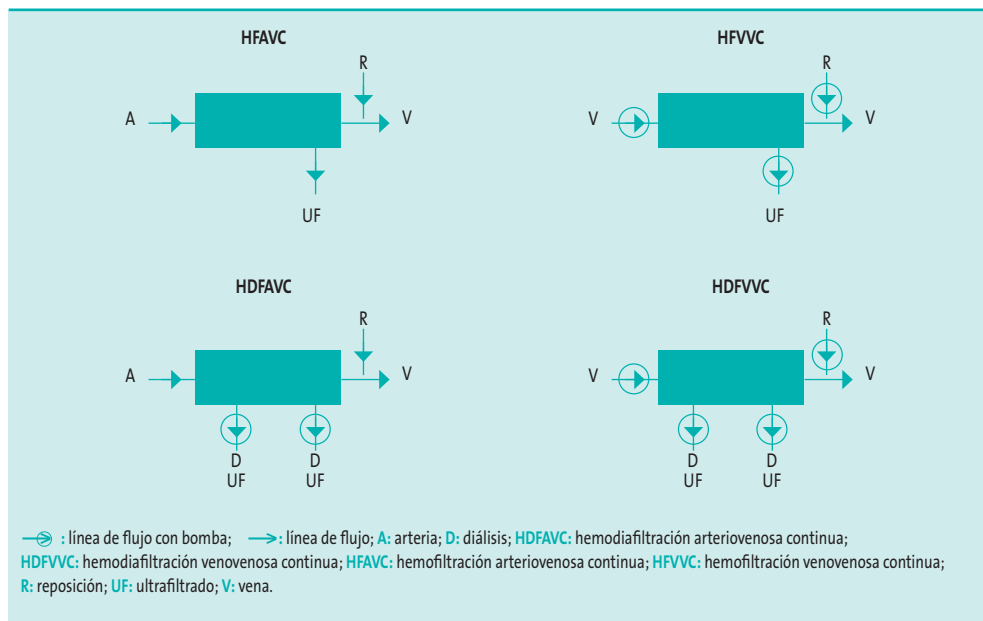 HFAVC
R
A
V
UF
HFVVC
R
V
V
UF
HDFAVC
R
A
V
D
UF
D
UF
HDFVVC
R
V
V
D
UF
D
UF
: línea de flujo con bomba; : línea de flujo; A: arteria; D: diálisis; HDFAVC: hemodiafiltración arteriovenosa continua;
HDFVVC: hemodiafiltración venovenosa continua; HFAVC: hemofiltración arteriovenosa continua; HFVVC: hemofiltración venovenosa continua;
R: reposición; UF: ultrafiltrado; V: vena.